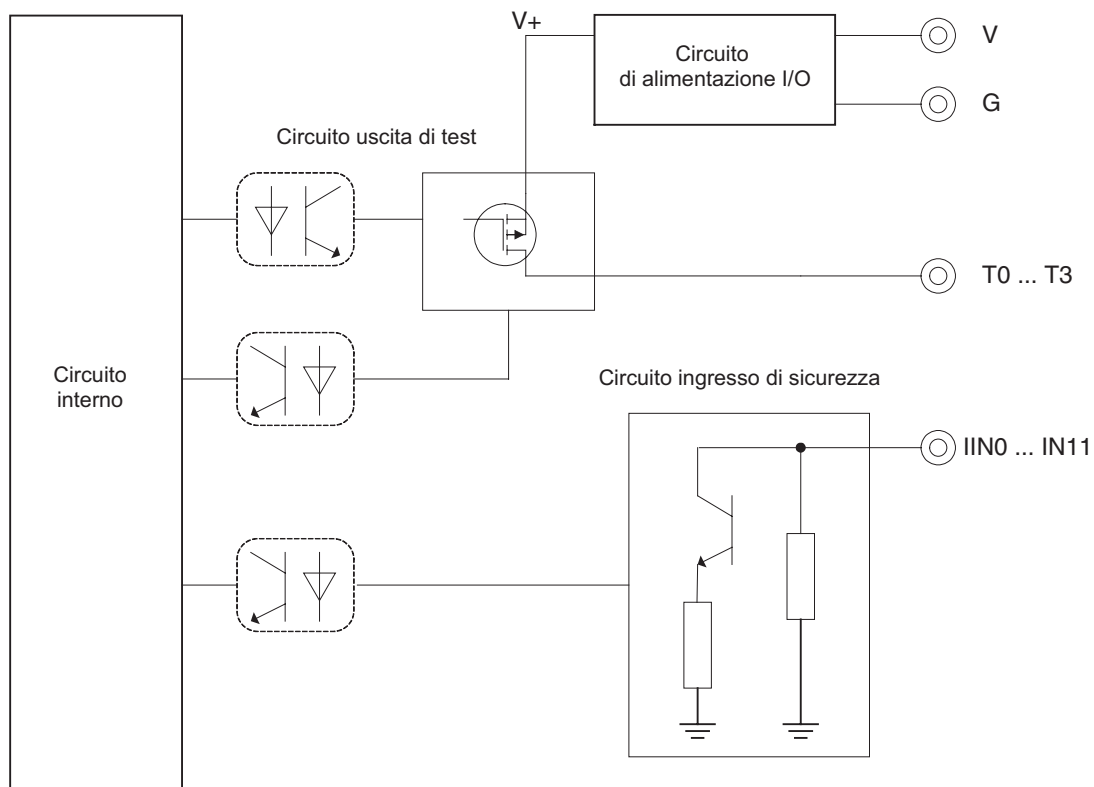 V+
Circuito
di alimentazione I/O
V
G
Circuito uscita di test
T0 ... T3
Circuito
interno
Circuito ingresso di sicurezza
IIN0 ... IN11